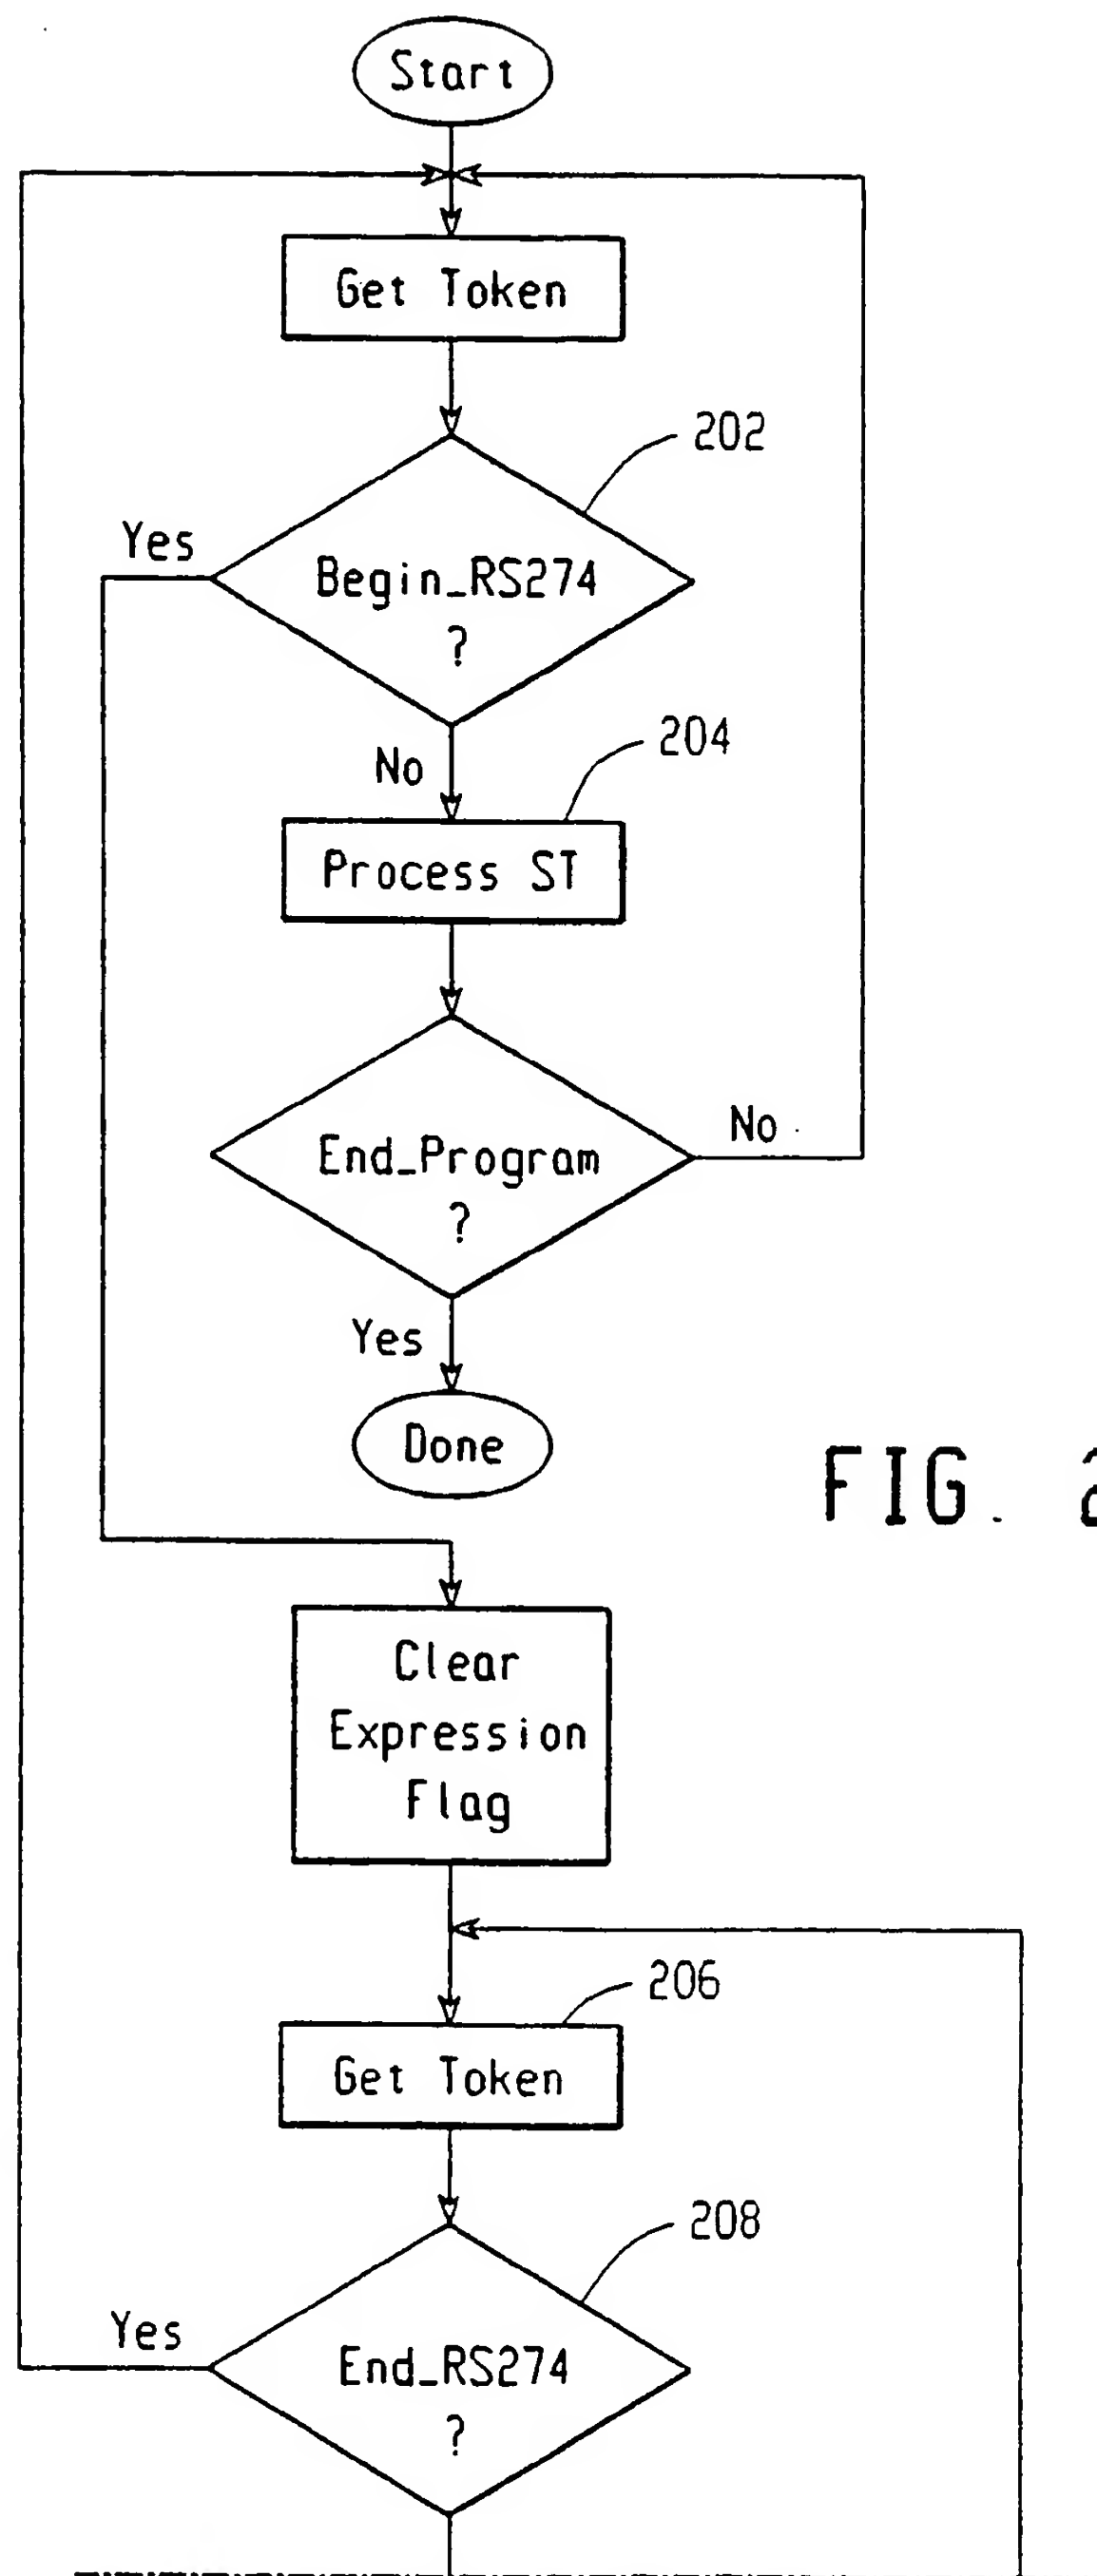 Start
Get Token
202
Yes
Begin_RS274
?
204
No
Process ST
No
End_Program
?
Yes
Done
FIG. 2
Clear
Expression
Flag
206
Get Token
208
Yes
End_RS274
?